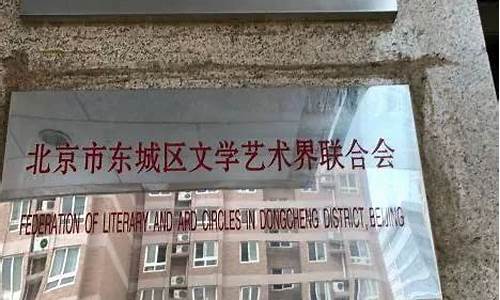 北京市东城区文学艺术界联合会
FEDERATION OF LITERARY AND ARD CIRCLES IN DONGCHENG DISTRICT, BEIJING